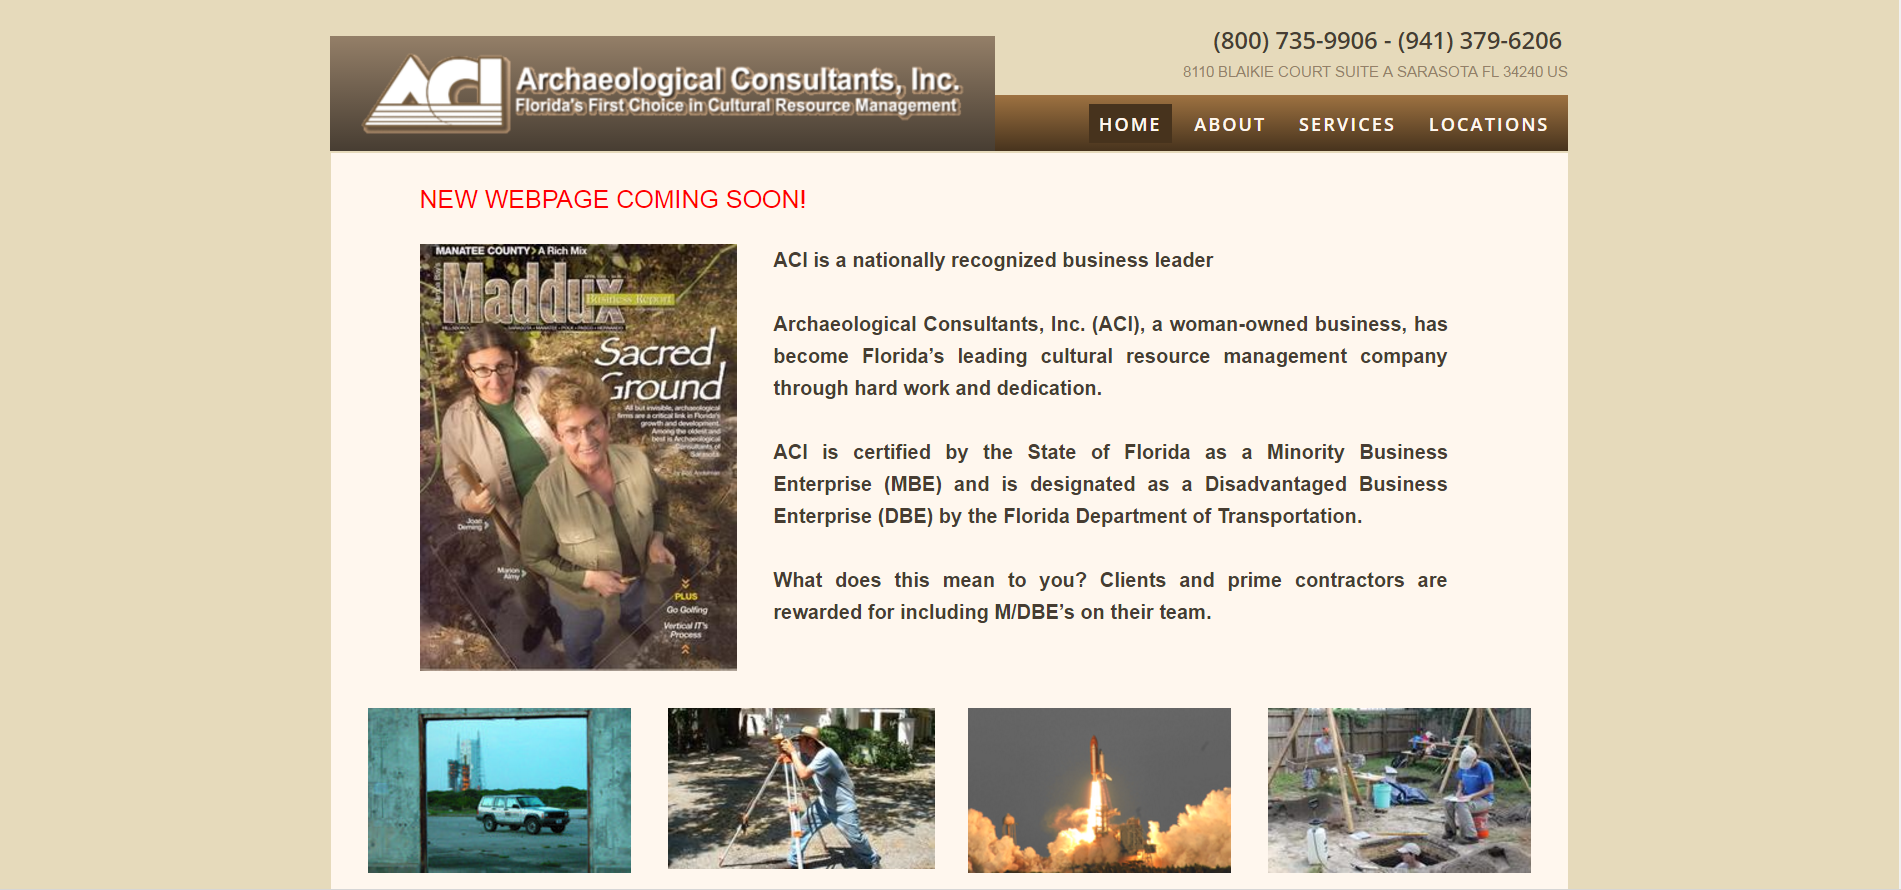 (800) 735-9906 - (941) 379-6206
8110 BLAIKIE COURT SUITE A SARASOTA FL 34240 US
ACI
Archaeological Consultants, Inc.
Florida's First Choice in Cultural Resource Management
HOME ABOUT SERVICES LOCATIONS
NEW WEBPAGE COMING SOON!
MANATEE COUNTY> A Rich Mix
Maddux
Business Report
Sacred
Ground
All but invisible, archaeological
firms are a critical link in Florida's
growth and development.
Among the oldest and
best is Archaeological
Consultants of
Sarasota
Joan
Deming
Marion
Almy
PLUS
Go Golfing
Vertical IT's
Process
ACI is a nationally recognized business leader
Archaeological Consultants, Inc. (ACI), a woman-owned business, has
become Florida’s leading cultural resource management company
through hard work and dedication.
ACI is certified by the State of Florida as a Minority Business
Enterprise (MBE) and is designated as a Disadvantaged Business
Enterprise (DBE) by the Florida Department of Transportation.
What does this mean to you? Clients and prime contractors are
rewarded for including M/DBE’s on their team.